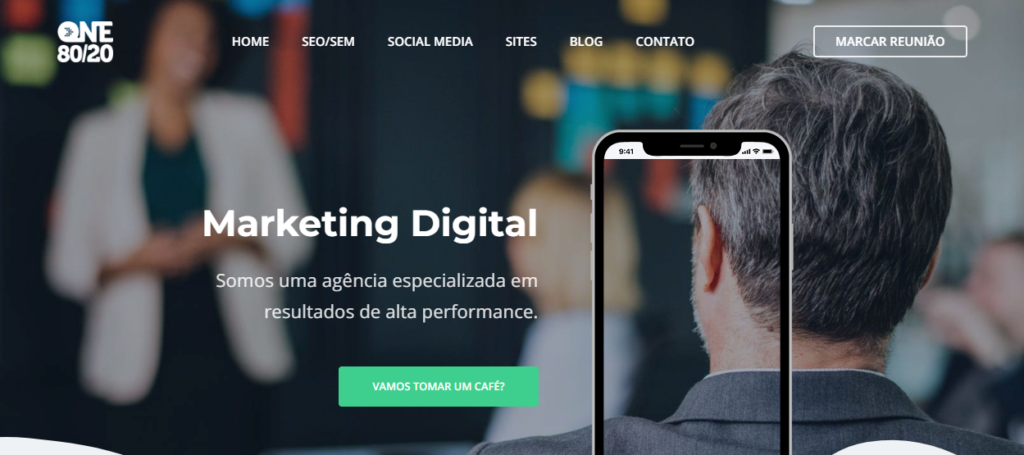 ONE
80/20
HOME SEO/SEM SOCIAL MEDIA SITES BLOG CONTATO MARCAR REUNIÃO
9:41
Marketing Digital
Somos uma agência especializada em
resultados de alta performance.
VAMOS TOMAR UM CAFÉ?